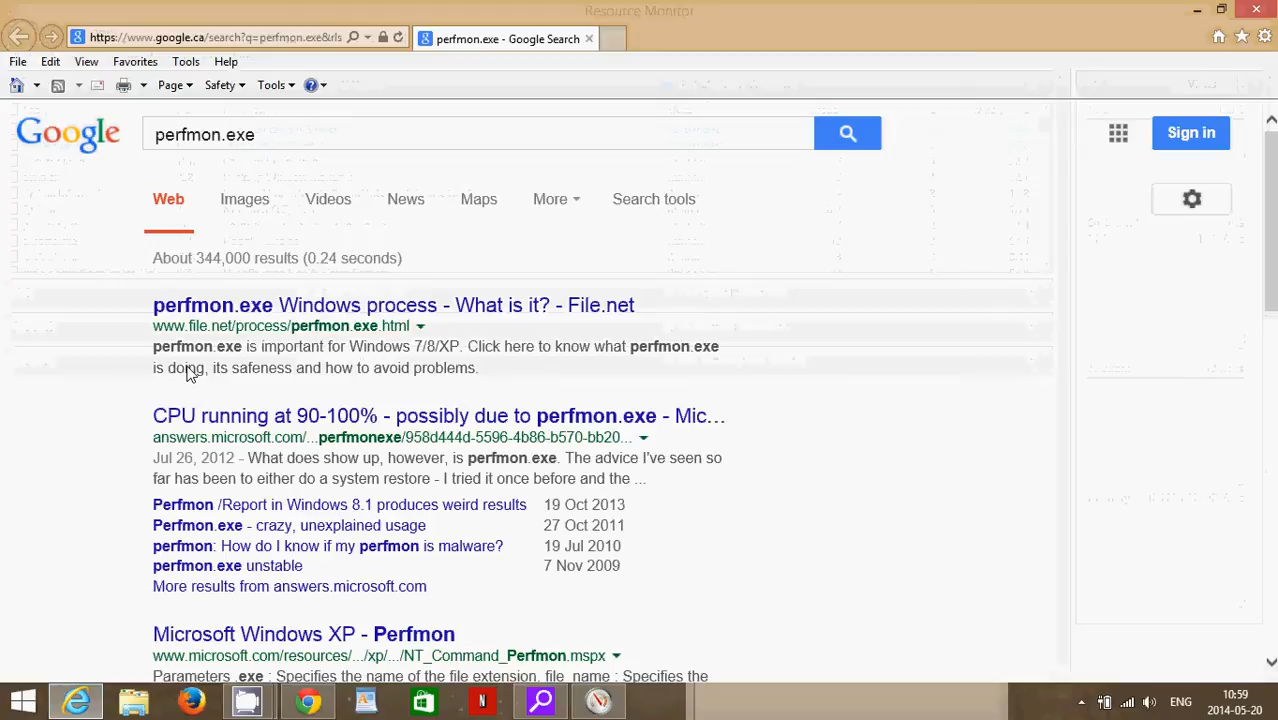 Resource Monitor
https://www.google.ca/search?q=perfmon.exe&rls
perfmon.exe - Google Search
File Edit View Favorites Tools Help
Page Safety Tools
Google perfmon.exe Sign in
Web Images Videos News Maps More Search tools
About 344,000 results (0.24 seconds)
perfmon.exe Windows process - What is it? - File.net
www.file.net/process/perfmon.exe.html
perfmon.exe is important for Windows 7/8/XP. Click here to know what perfmon.exe
is doing, its safeness and how to avoid problems.
CPU running at 90-100% - possibly due to perfmon.exe - Mic...
answers.microsoft.com/...perfmonexe/958d444d-5596-4b86-b570-bb20...
Jul 26, 2012 - What does show up, however, is perfmon.exe. The advice I've seen so
far has been to either do a system restore - I tried it once before and the ...
Perfmon /Report in Windows 8.1 produces weird results 19 Oct 2013
Perfmon.exe - crazy, unexplained usage 27 Oct 2011
perfmon: How do I know if my perfmon is malware? 19 Jul 2010
perfmon.exe unstable 7 Nov 2009
More results from answers.microsoft.com
Microsoft Windows XP - Perfmon
www.microsoft.com/resources/.../xp/.../NT_Command_Perfmon.mspx
Parameters .exe : Specifies the name of the file extension. file_name : Specifies the
ENG
10:59
2014-05-20